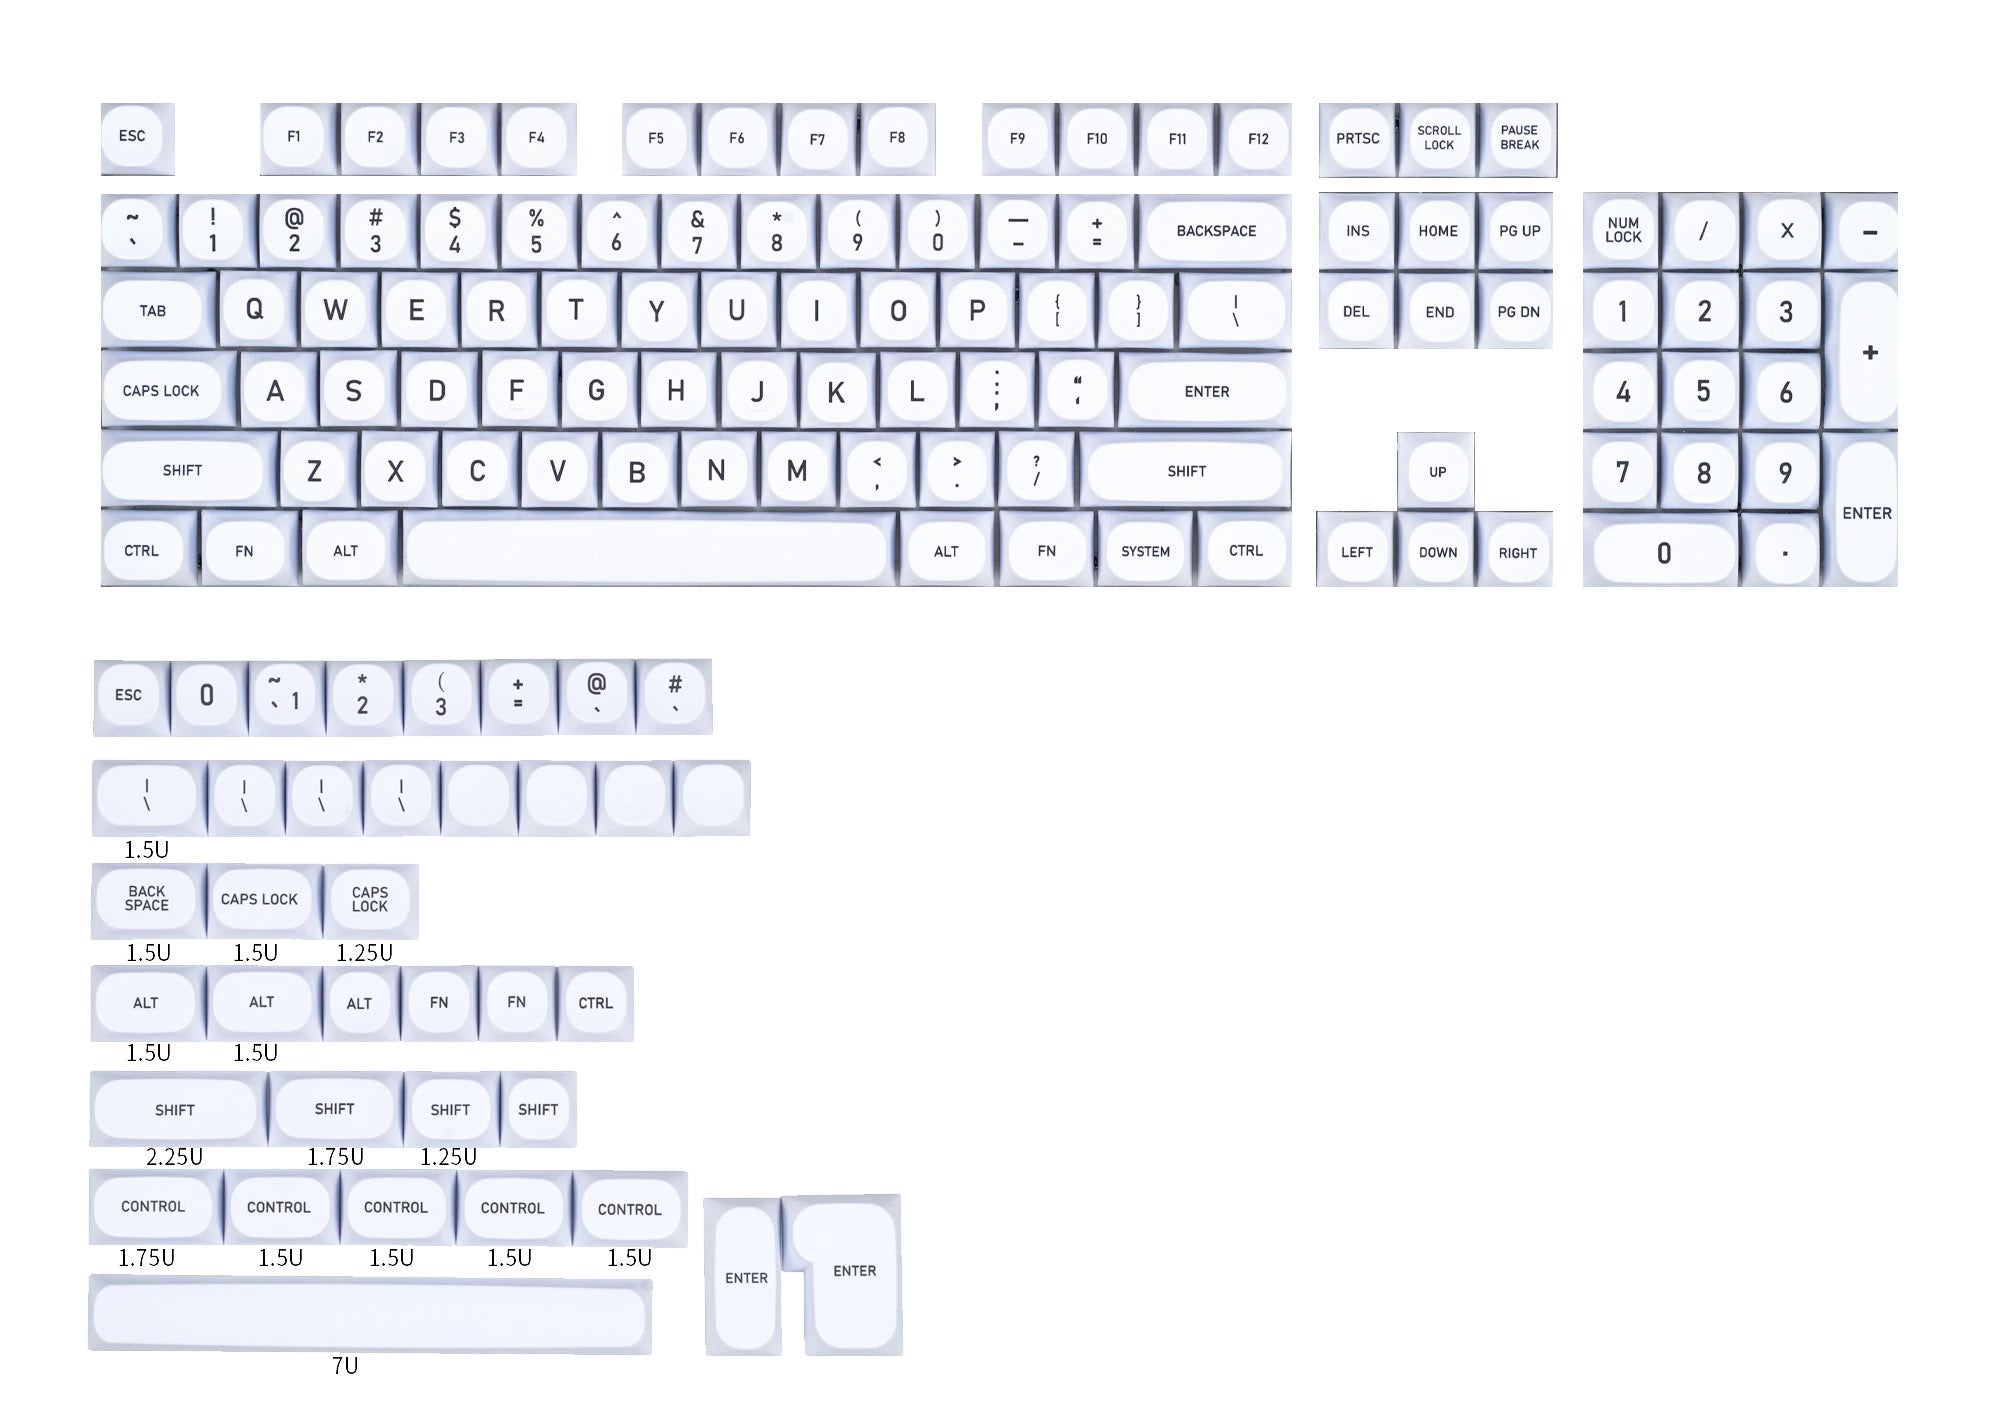 ESC F1 F2 F3 F4 F5 F6 F7 F8 F9 F10 F11 F12 PRTSC SCROLL LOCK PAUSE BREAK
~ ` ! 1 @ 2 # 3 $ 4 % 5 ^ 6 & 7 * 8 ( 9 ) 0 — - + = BACKSPACE INS HOME PG UP NUM LOCK / X -
TAB Q W E R T Y U I O P { [ } ] | \ DEL END PG DN 1 2 3 +
CAPS LOCK A S D F G H J K L : ; “ ‘ ENTER 4 5 6
SHIFT Z X C V B N M < , > . ? / SHIFT UP 7 8 9 ENTER
CTRL FN ALT ALT FN SYSTEM CTRL LEFT DOWN RIGHT 0 .
ESC 0 ~ ` 1 * 2 ( 3 + = @ ` # `
| \ | \ | \ | \
1.5U
BACK SPACE CAPS LOCK CAPS LOCK
1.5U 1.5U 1.25U
ALT ALT ALT FN FN CTRL
1.5U 1.5U
SHIFT SHIFT SHIFT SHIFT
2.25U 1.75U 1.25U
CONTROL CONTROL CONTROL CONTROL CONTROL
1.75U 1.5U 1.5U 1.5U 1.5U
ENTER ENTER
7U